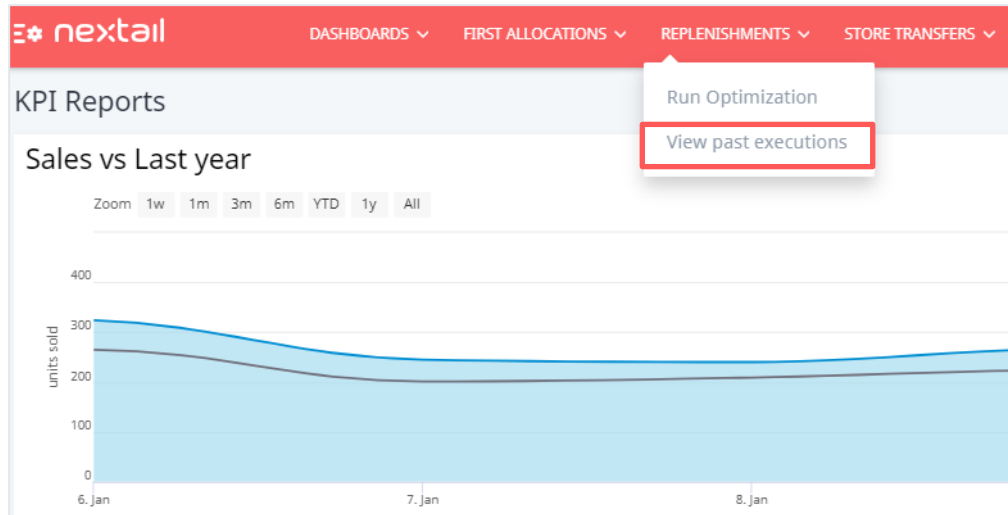 nextail
DASHBOARDS FIRST ALLOCATIONS REPLENISHMENTS STORE TRANSFERS
Run Optimization
View past executions
KPI Reports
Sales vs Last year
Zoom 1w 1m 3m 6m YTD 1y All
400
300
200
100
0
units sold
6. Jan 7. Jan 8. Jan